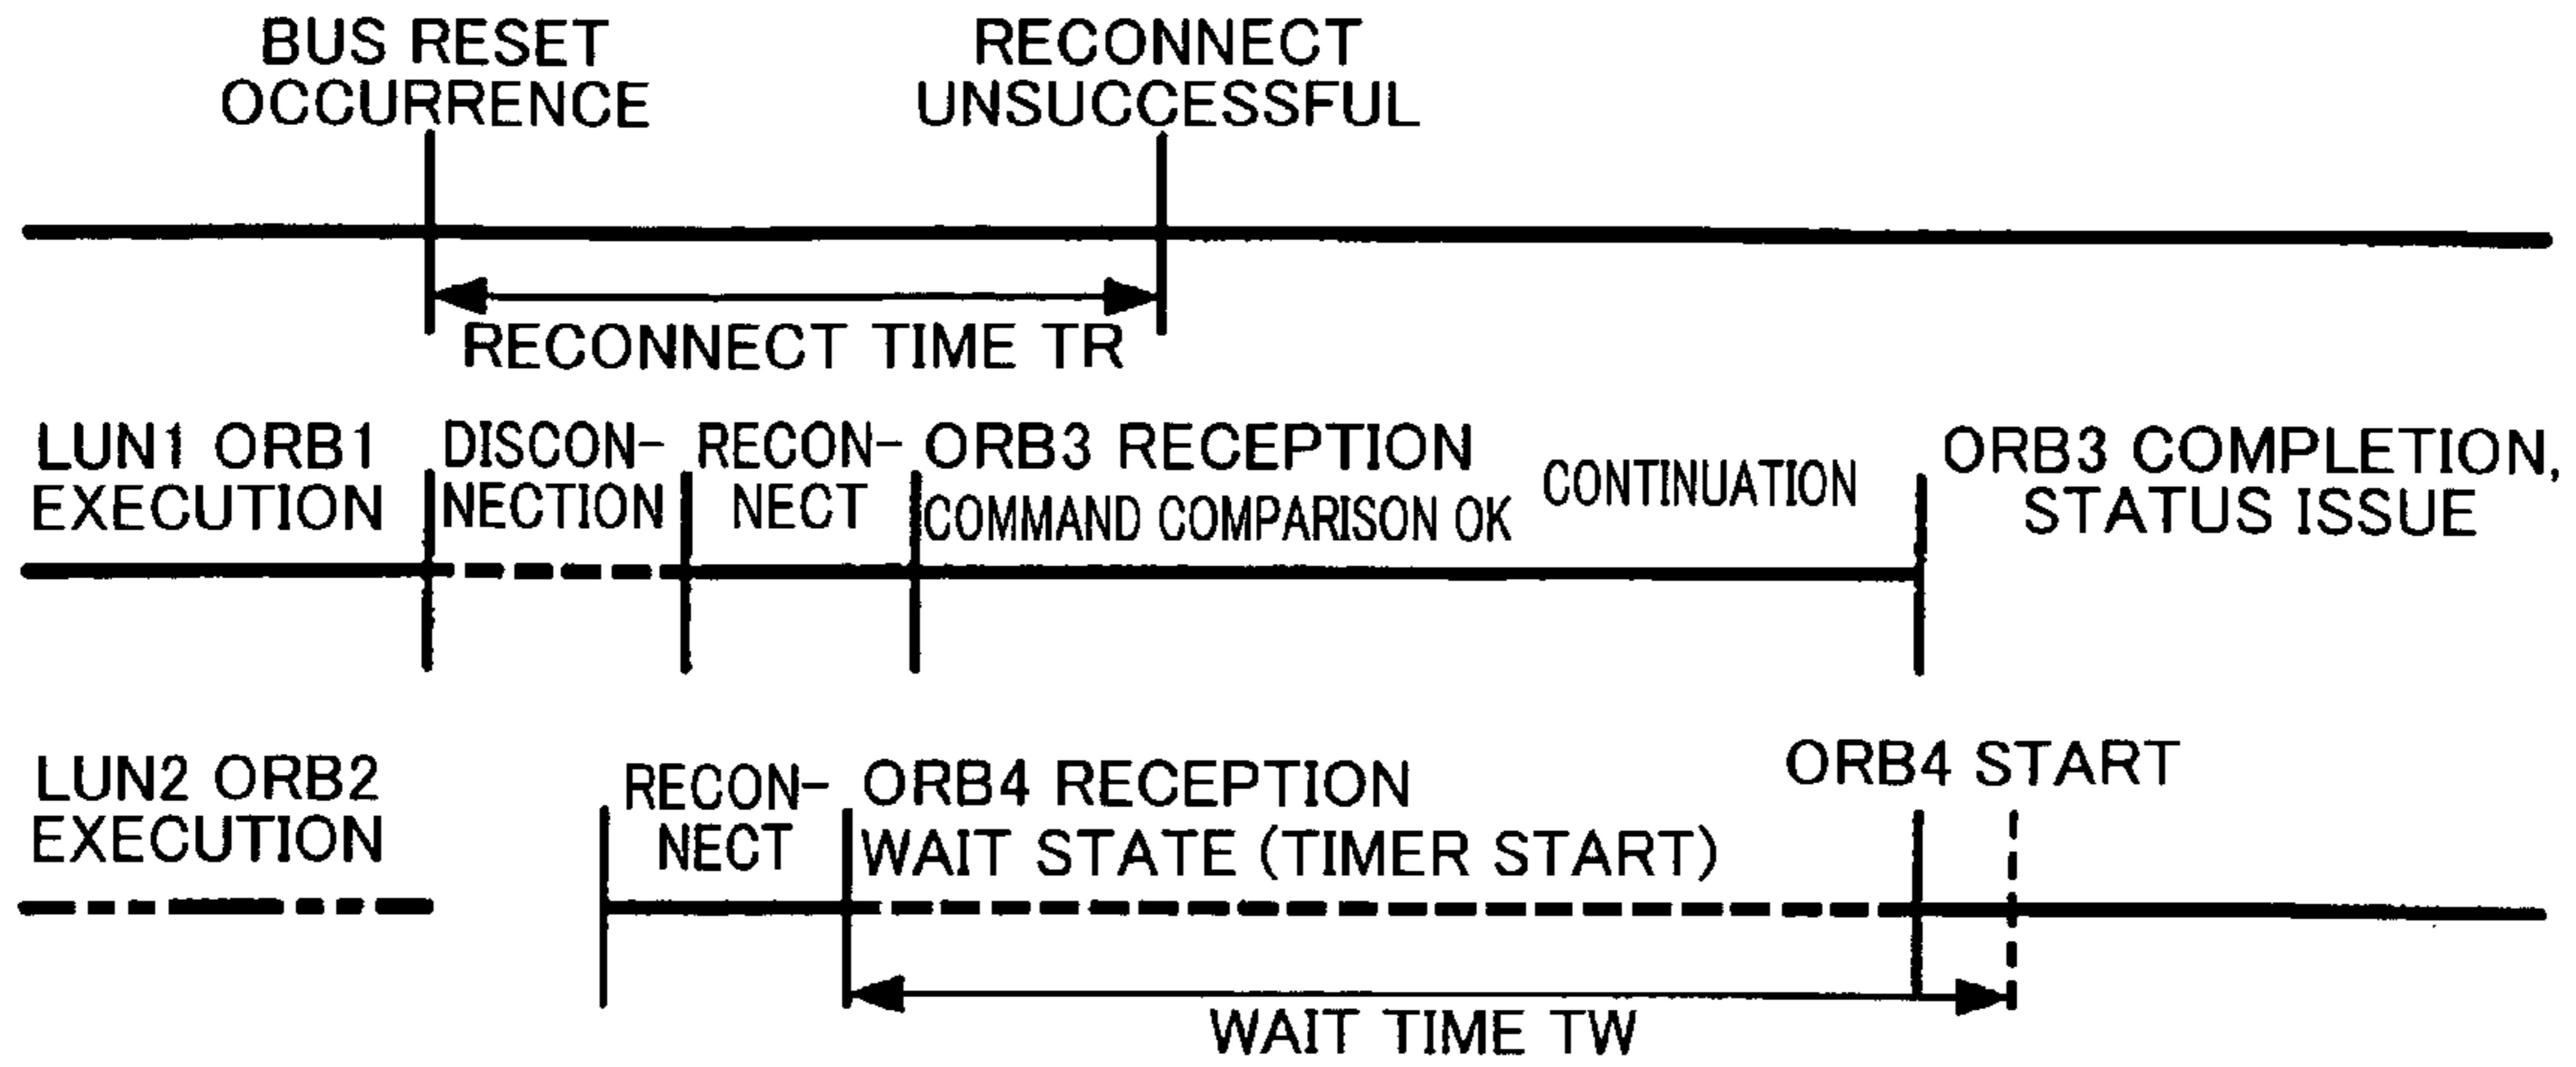 BUS RESET
OCCURRENCE
RECONNECT
UNSUCCESSFUL
RECONNECT TIME TR
LUN1 ORB1
EXECUTION
DISCON-
NECTION
RECON-
NECT
ORB3 RECEPTION
COMMAND COMPARISON OK
CONTINUATION
ORB3 COMPLETION,
STATUS ISSUE
LUN2 ORB2
EXECUTION
RECON-
NECT
ORB4 RECEPTION
WAIT STATE (TIMER START)
ORB4 START
WAIT TIME TW